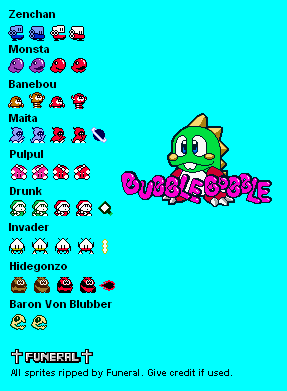 Zenchan
Monsta
Banebou
Maita
Pulpul
BUBBLE BOBBLE
Drunk
Invader
Hidegonzo
Baron Von Blubber
FUNERAL
All sprites ripped by Funeral. Give credit if used.